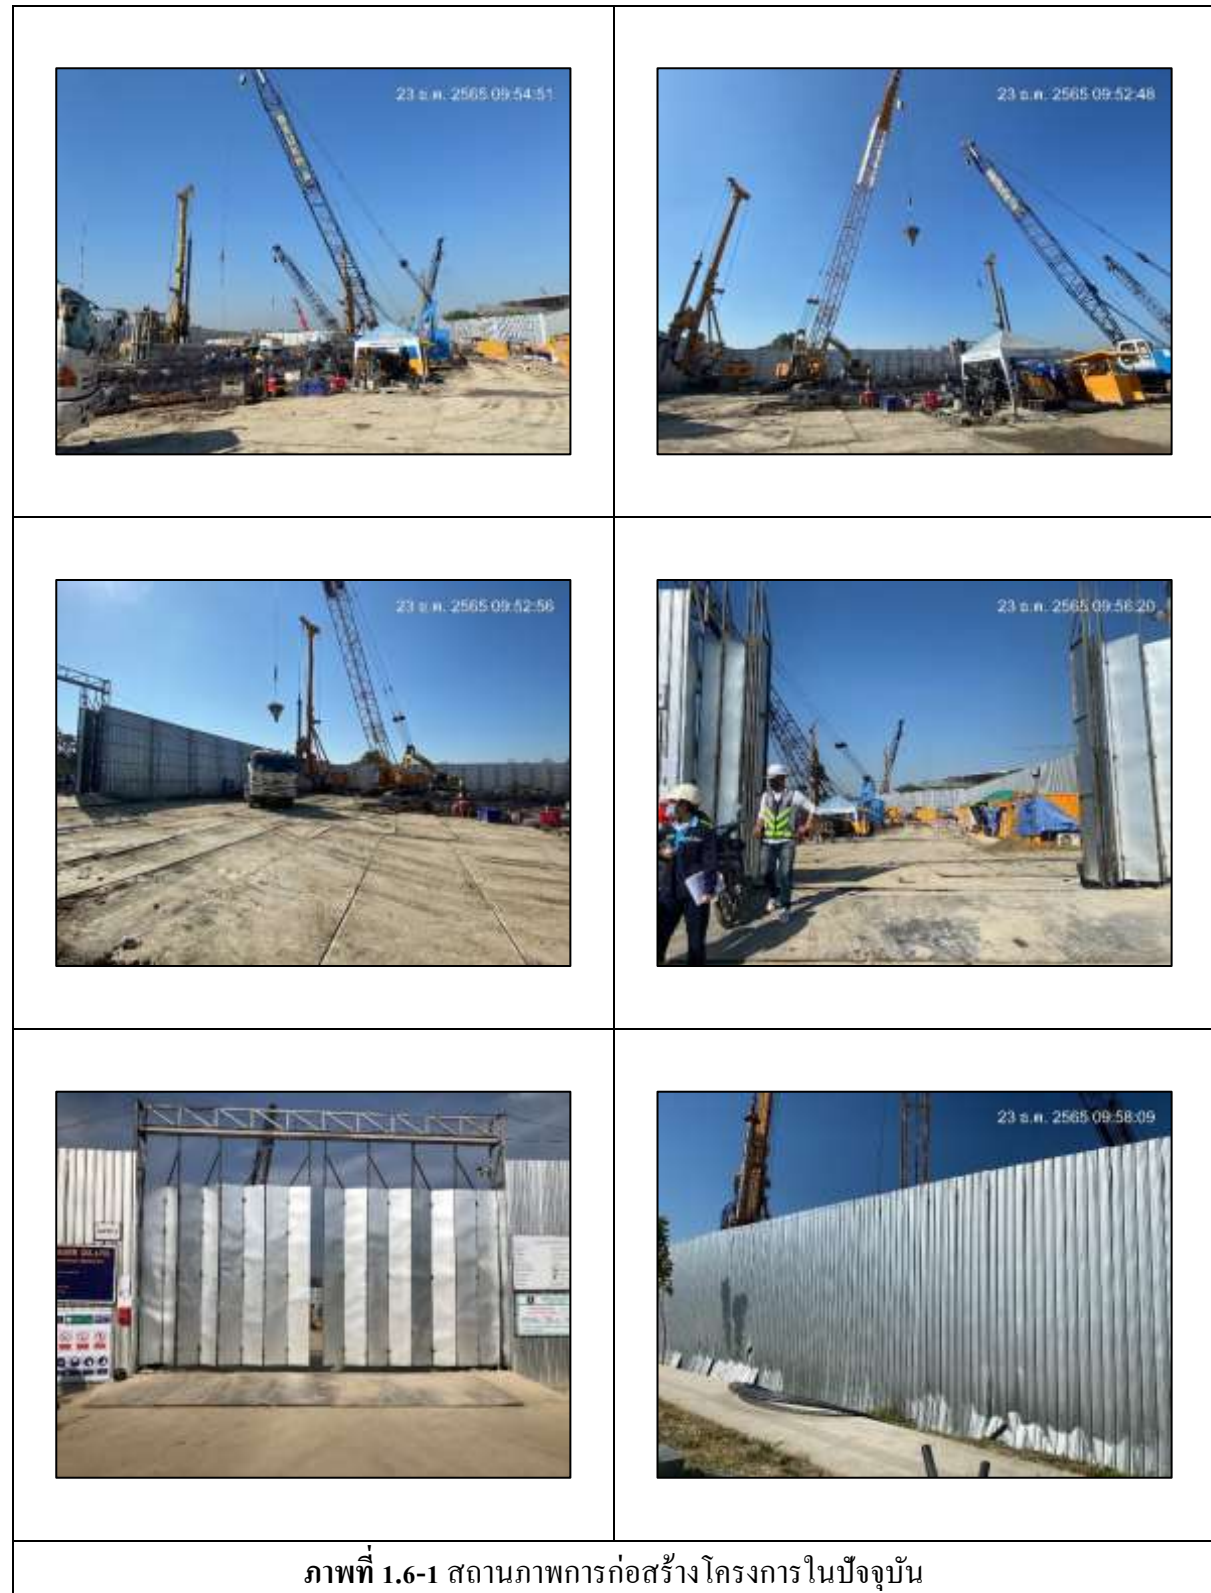 23 ธ.ค. 2565 09:54:51
23 ธ.ค. 2565 09:52:48
23 ธ.ค. 2565 09:52:56
23 ธ.ค. 2565 09:56:20
23 ธ.ค. 2565 09:58:09
ภาพที่ 1.6-1 สถานภาพการก่อสร้างโครงการในปัจจุบัน